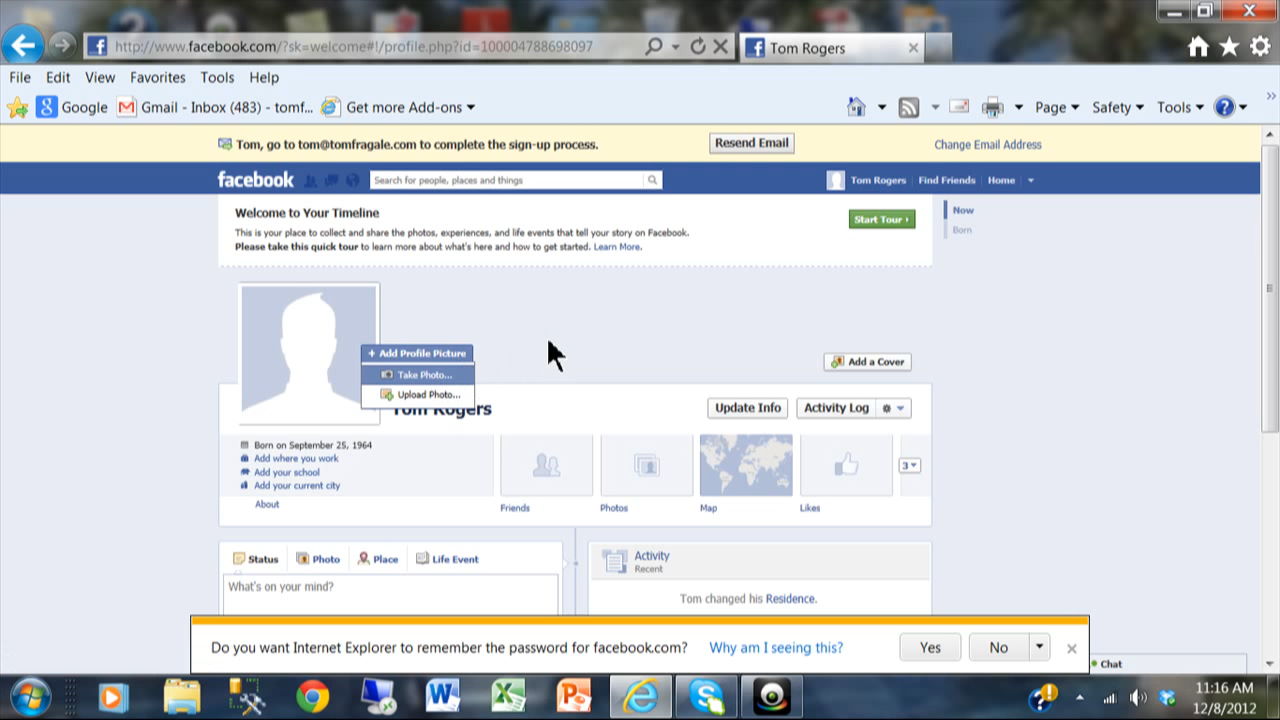 http://www.facebook.com/?sk=welcome#!/profile.php?id=100004788698097
Tom Rogers
File Edit View Favorites Tools Help
Google Gmail - Inbox (483) - tomf... Get more Add-ons
Page Safety Tools
Tom, go to tom@tomfragale.com to complete the sign-up process. Resend Email Change Email Address
facebook Search for people, places and things Tom Rogers Find Friends Home
Welcome to Your Timeline
This is your place to collect and share the photos, experiences, and life events that tell your story on Facebook.
Please take this quick tour to learn more about what's here and how to get started. Learn More.
Start Tour
Now
Born
+ Add Profile Picture
Take Photo...
Upload Photo...
Add a Cover
Tom Rogers
Update Info Activity Log
Born on September 25, 1964
Add where you work
Add your school
Add your current city
About
3
Friends Photos Map Likes
Status Photo Place Life Event
What's on your mind?
Activity
Recent
Tom changed his Residence.
Do you want Internet Explorer to remember the password for facebook.com? Why am I seeing this? Yes No
Chat
11:16 AM
12/8/2012